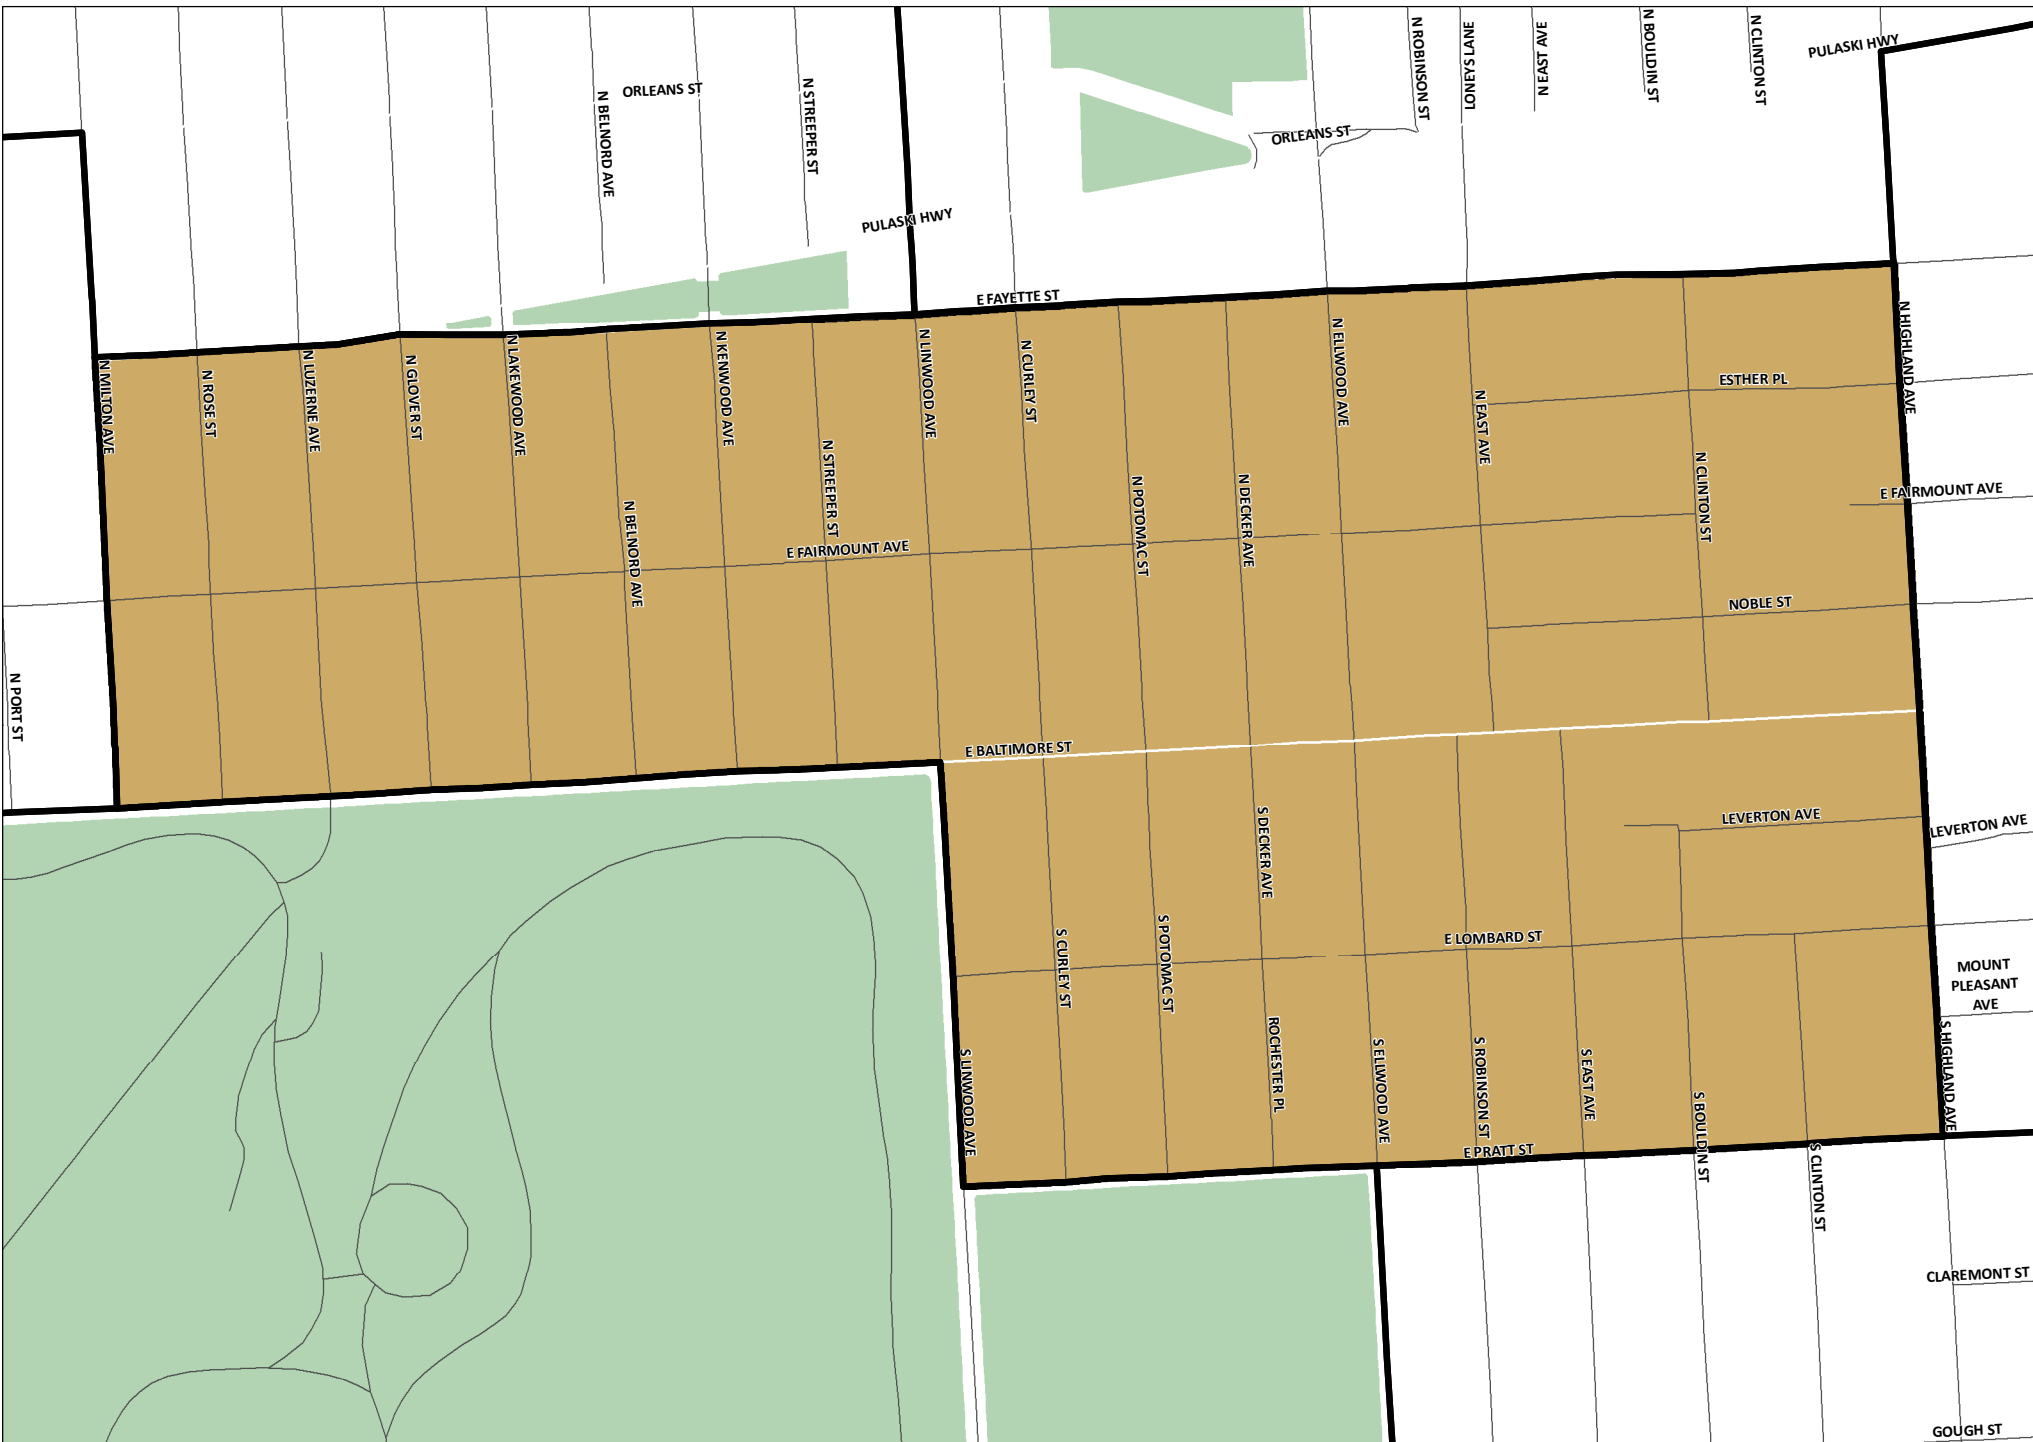 N ROBINSON ST
LONEYS LANE
N EAST AVE
N BOULDIN ST
N CLINTON ST
PULASKI HWY
ORLEANS ST
N BELNORD AVE
N STREEPER ST
ORLEANS ST
PULASKI HWY
E FAYETTE ST
N MILTON AVE
N ROSE ST
N LUZERNE AVE
N GLOVER ST
N LAKEWOOD AVE
N BELNORD AVE
N KENWOOD AVE
N STREEPER ST
N LINWOOD AVE
N CURLEY ST
N POTOMAC ST
N DECKER AVE
N ELLWOOD AVE
N EAST AVE
N CLINTON ST
N HIGHLAND AVE
ESTHER PL
E FAIRMOUNT AVE
E FAIRMOUNT AVE
NOBLE ST
N PORT ST
E BALTIMORE ST
LEVERTON AVE
LEVERTON AVE
S DECKER AVE
S CURLEY ST
S POTOMAC ST
E LOMBARD ST
MOUNT
PLEASANT
AVE
S LINWOOD AVE
ROCHESTER PL
S ELLWOOD AVE
S ROBINSON ST
S EAST AVE
S BOULDIN ST
S CLINTON ST
S HIGHLAND AVE
E PRATT ST
CLAREMONT ST
GOUGH ST